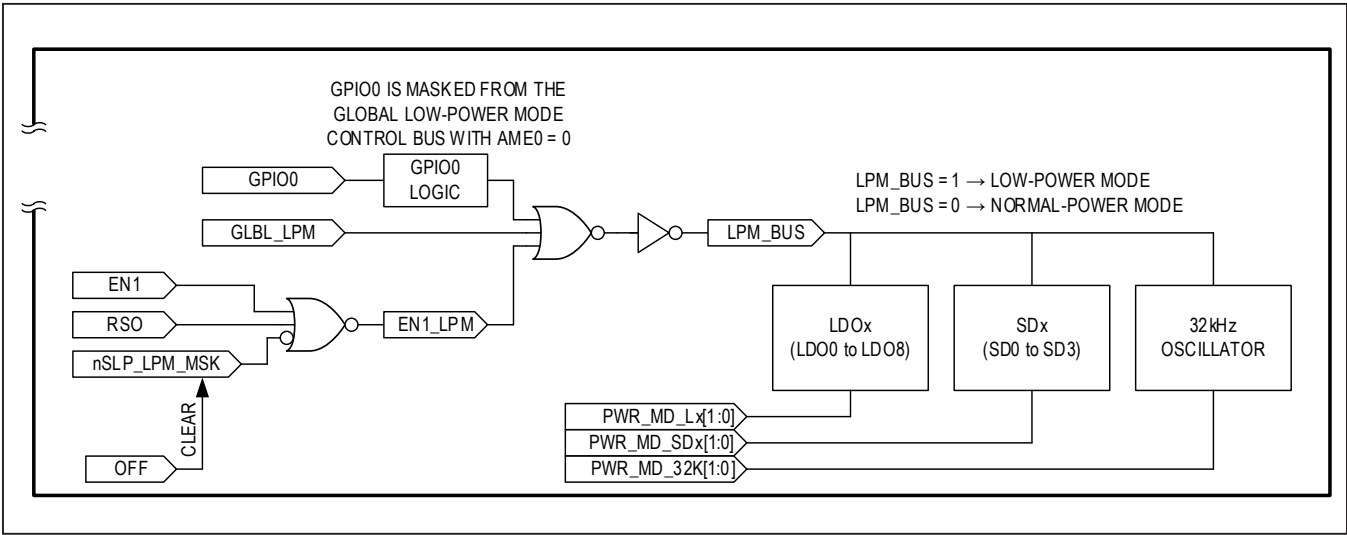 GPIO0 IS MASKED FROM THE
GLOBAL LOW-POWER MODE
CONTROL BUS WITH AME0 = 0
GPIO0
GPIO0
LOGIC
LPM_BUS = 1 → LOW-POWER MODE
LPM_BUS = 0 → NORMAL-POWER MODE
GLBL_LPM
LPM_BUS
EN1
RSO
EN1_LPM
nSLP_LPM_MSK
LDOx
(LDO0 to LDO8)
SDx
(SD0 to SD3)
32kHz
OSCILLATOR
CLEAR
OFF
PWR_MD_Lx[1:0]
PWR_MD_SDx[1:0]
PWR_MD_32K[1:0]